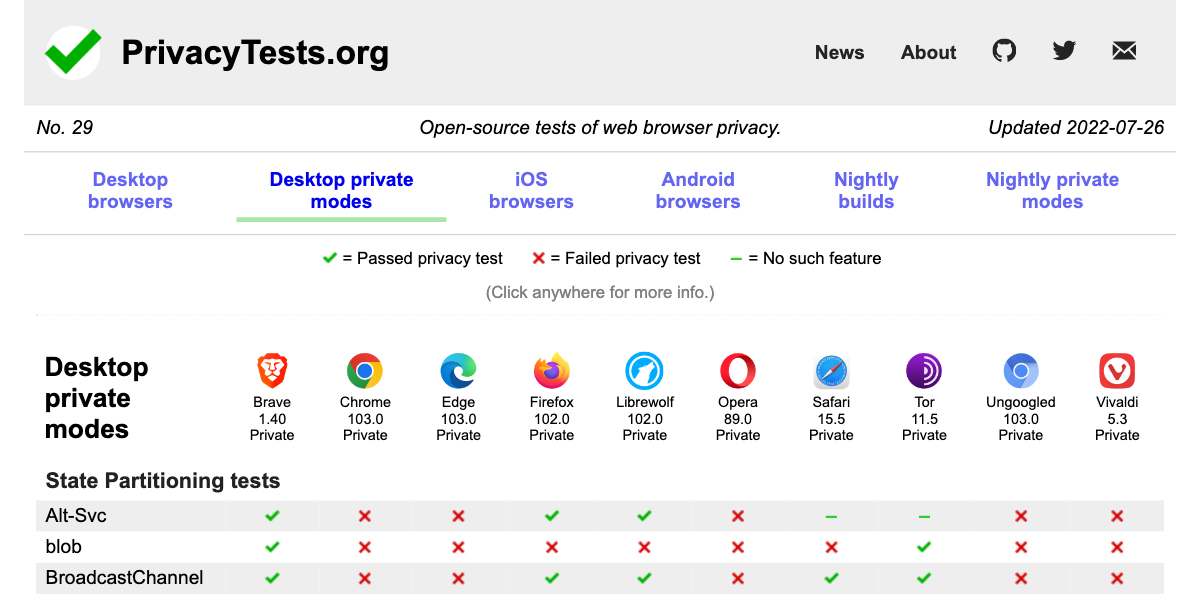 PrivacyTests.org
News About
No. 29 Open-source tests of web browser privacy. Updated 2022-07-26
Desktop browsers
Desktop private modes
iOS browsers
Android browsers
Nightly builds
Nightly private modes
= Passed privacy test = Failed privacy test = No such feature
(Click anywhere for more info.)
Desktop
private
modes
Brave Chrome Edge Firefox Librewolf Opera Safari Tor Ungoogled Vivaldi
1.40 103.0 103.0 102.0 102.0 89.0 15.5 11.5 103.0 5.3
Private Private Private Private Private Private Private Private Private Private
State Partitioning tests
Alt-Svc
blob
BroadcastChannel